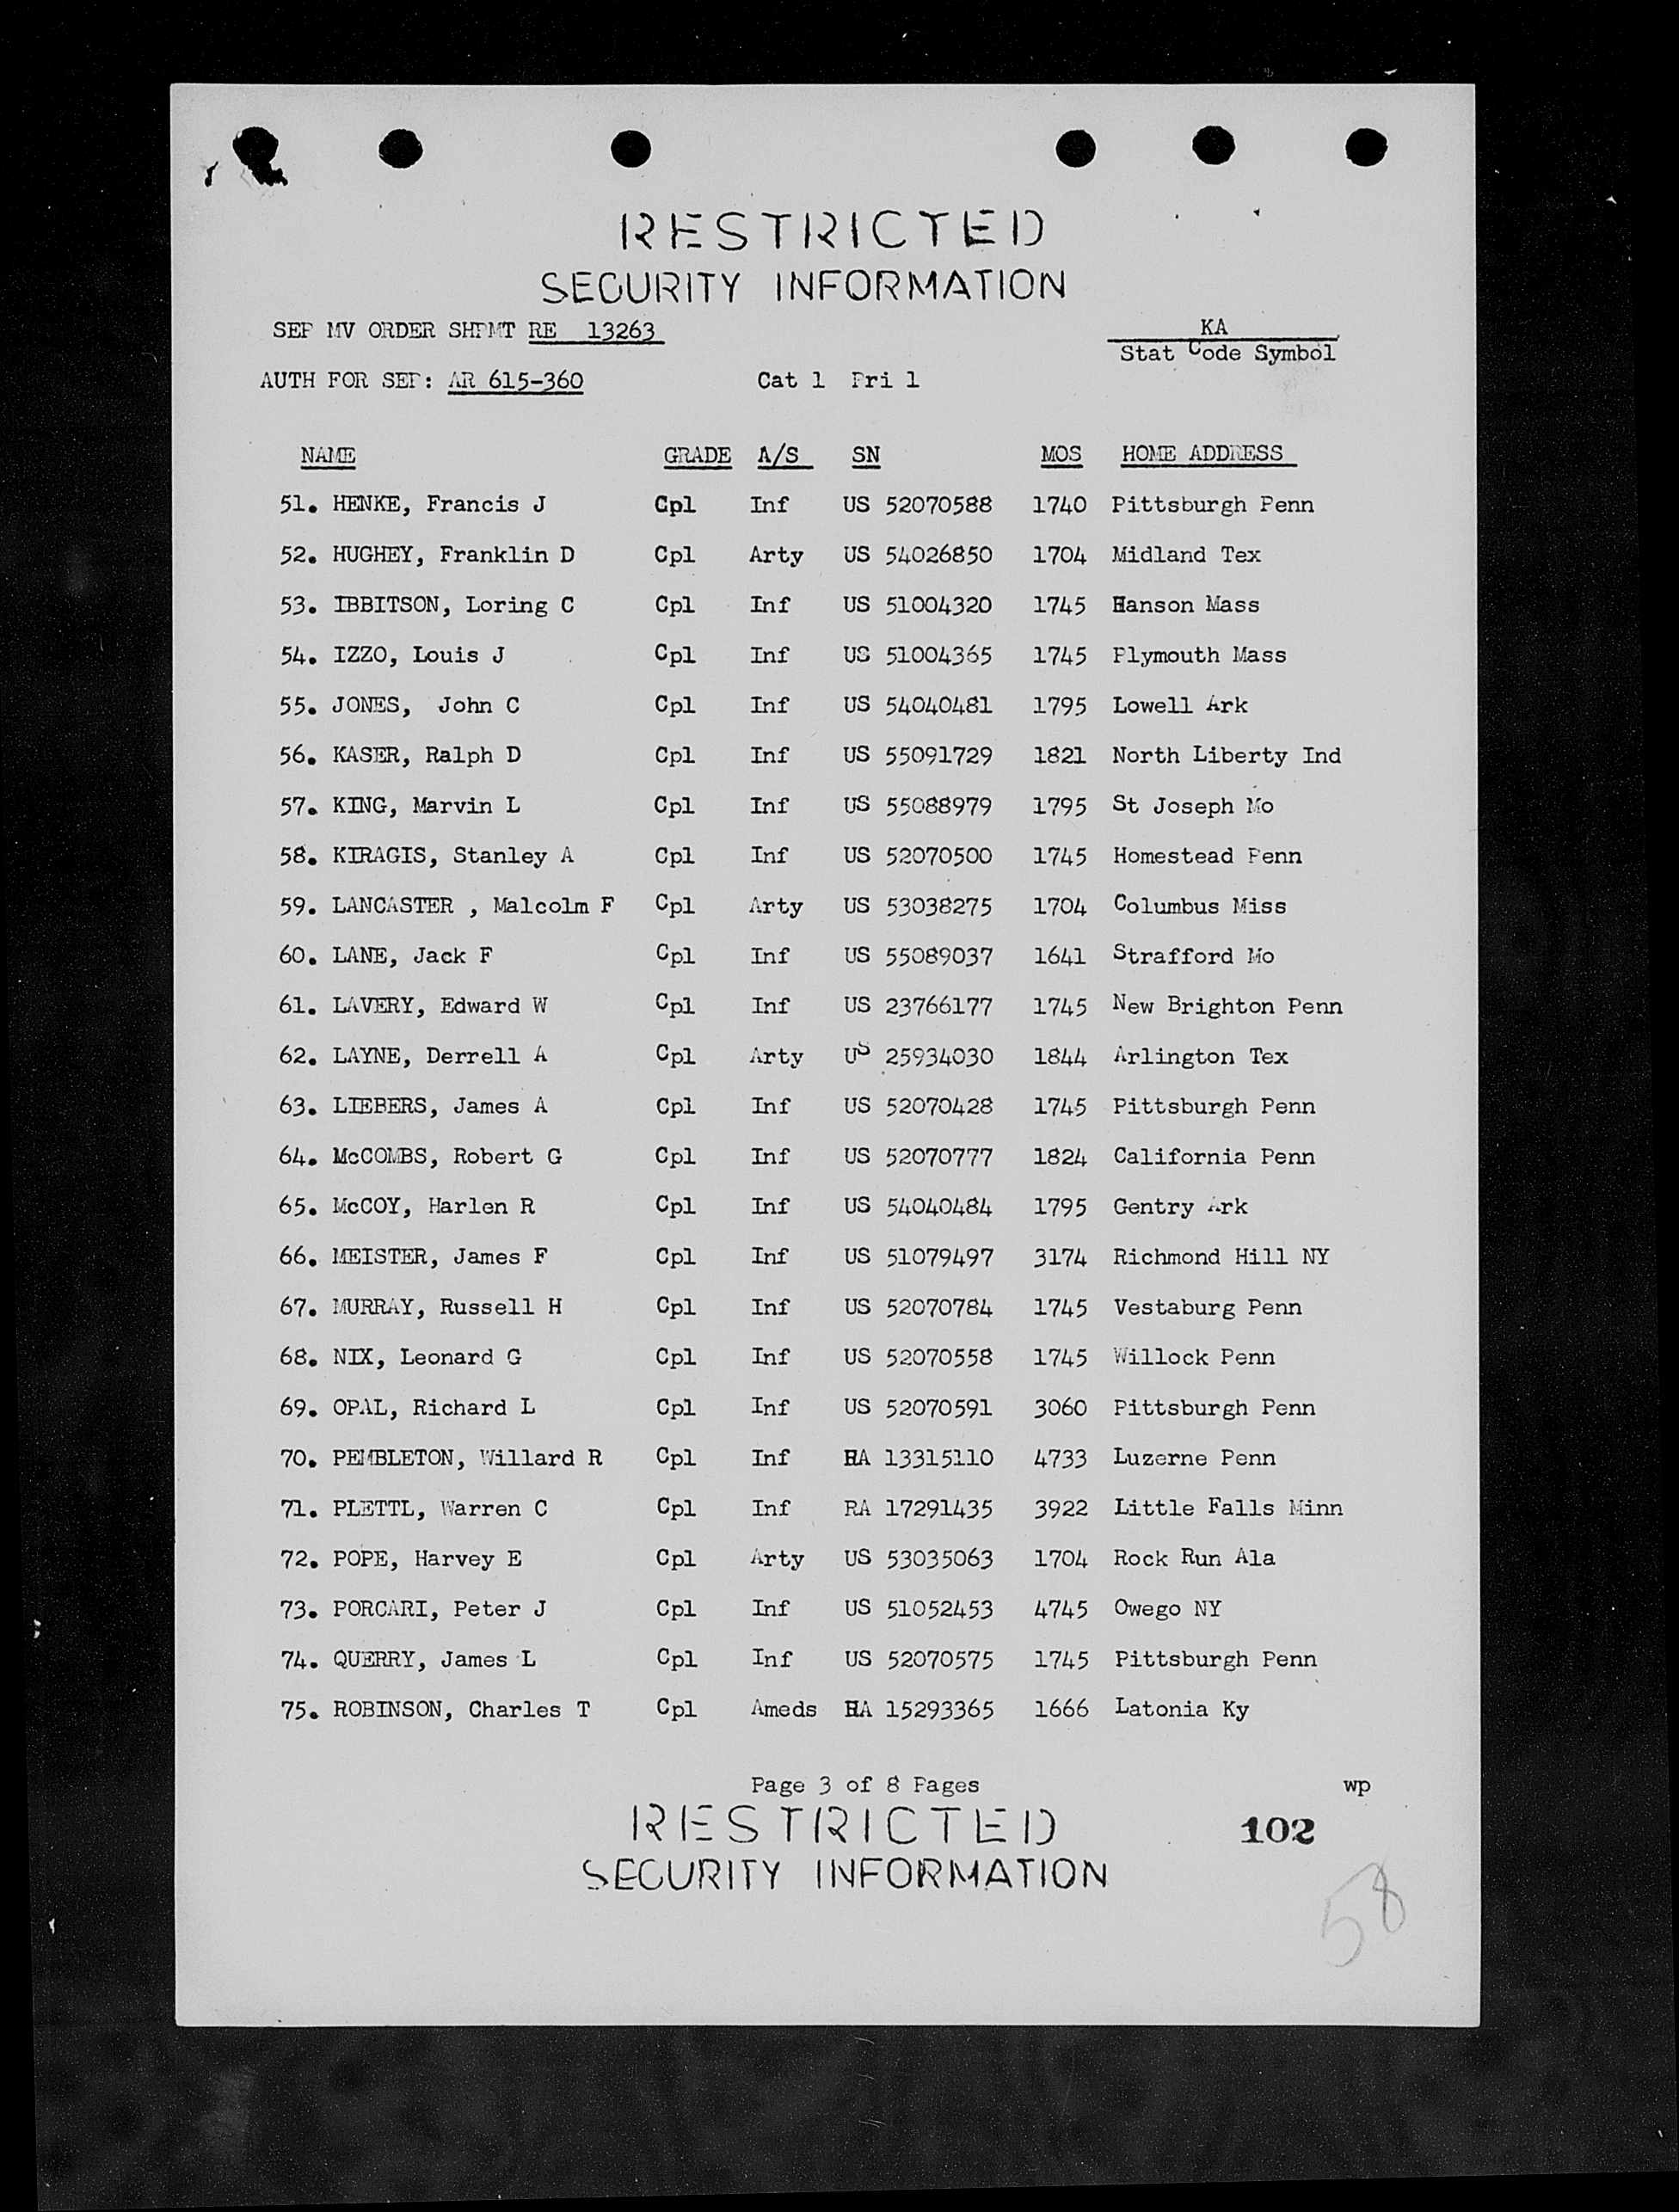 RESTRICTED
SECURITY INFORMATION
SEP MV ORDER SHPMT RE 13263
KA
Stat Code Symbol
AUTH FOR SEP: AR 615-360 Cat 1 Pri 1
NAME GRADE A/S SN MOS HOME ADDRESS
51. HENKE, Francis J Cpl Inf US 52070588 1740 Pittsburgh Penn
52. HUGHEY, Franklin D Cpl Arty US 54026850 1704 Midland Tex
53. IBBITSON, Loring C Cpl Inf US 51004320 1745 Hanson Mass
54. IZZO, Louis J Cpl Inf US 51004365 1745 Plymouth Mass
55. JONES, John C Cpl Inf US 54040481 1795 Lowell Ark
56. KASER, Ralph D Cpl Inf US 55091729 1821 North Liberty Ind
57. KING, Marvin L Cpl Inf US 55088979 1795 St Joseph Mo
58. KIRAGIS, Stanley A Cpl Inf US 52070500 1745 Homestead Penn
59. LANCASTER , Malcolm F Cpl Arty US 53038275 1704 Columbus Miss
60. LANE, Jack F Cpl Inf US 55089037 1641 Strafford Mo
61. LAVERY, Edward W Cpl Inf US 23766177 1745 New Brighton Penn
62. LAYNE, Derrell A Cpl Arty US 25934030 1844 Arlington Tex
63. LIEBERS, James A Cpl Inf US 52070428 1745 Pittsburgh Penn
64. McCOMBS, Robert G Cpl Inf US 52070777 1824 California Penn
65. McCOY, Harlen R Cpl Inf US 54040484 1795 Gentry Ark
66. MEISTER, James F Cpl Inf US 51079497 3174 Richmond Hill NY
67. MURRAY, Russell H Cpl Inf US 52070784 1745 Vestaburg Penn
68. NIX, Leonard G Cpl Inf US 52070558 1745 Willock Penn
69. OPAL, Richard L Cpl Inf US 52070591 3060 Pittsburgh Penn
70. PEMBLETON, Willard R Cpl Inf RA 13315110 4733 Luzerne Penn
71. PLETTL, Warren C Cpl Inf RA 17291435 3922 Little Falls Minn
72. POPE, Harvey E Cpl Arty US 53035063 1704 Rock Run Ala
73. PORCARI, Peter J Cpl Inf US 51052453 4745 Owego NY
74. QUERRY, James L Cpl Inf US 52070575 1745 Pittsburgh Penn
75. ROBINSON, Charles T Cpl Ameds RA 15293365 1666 Latonia Ky
Page 3 of 8 Pages wp
RESTRICTED
102
SECURITY INFORMATION
58